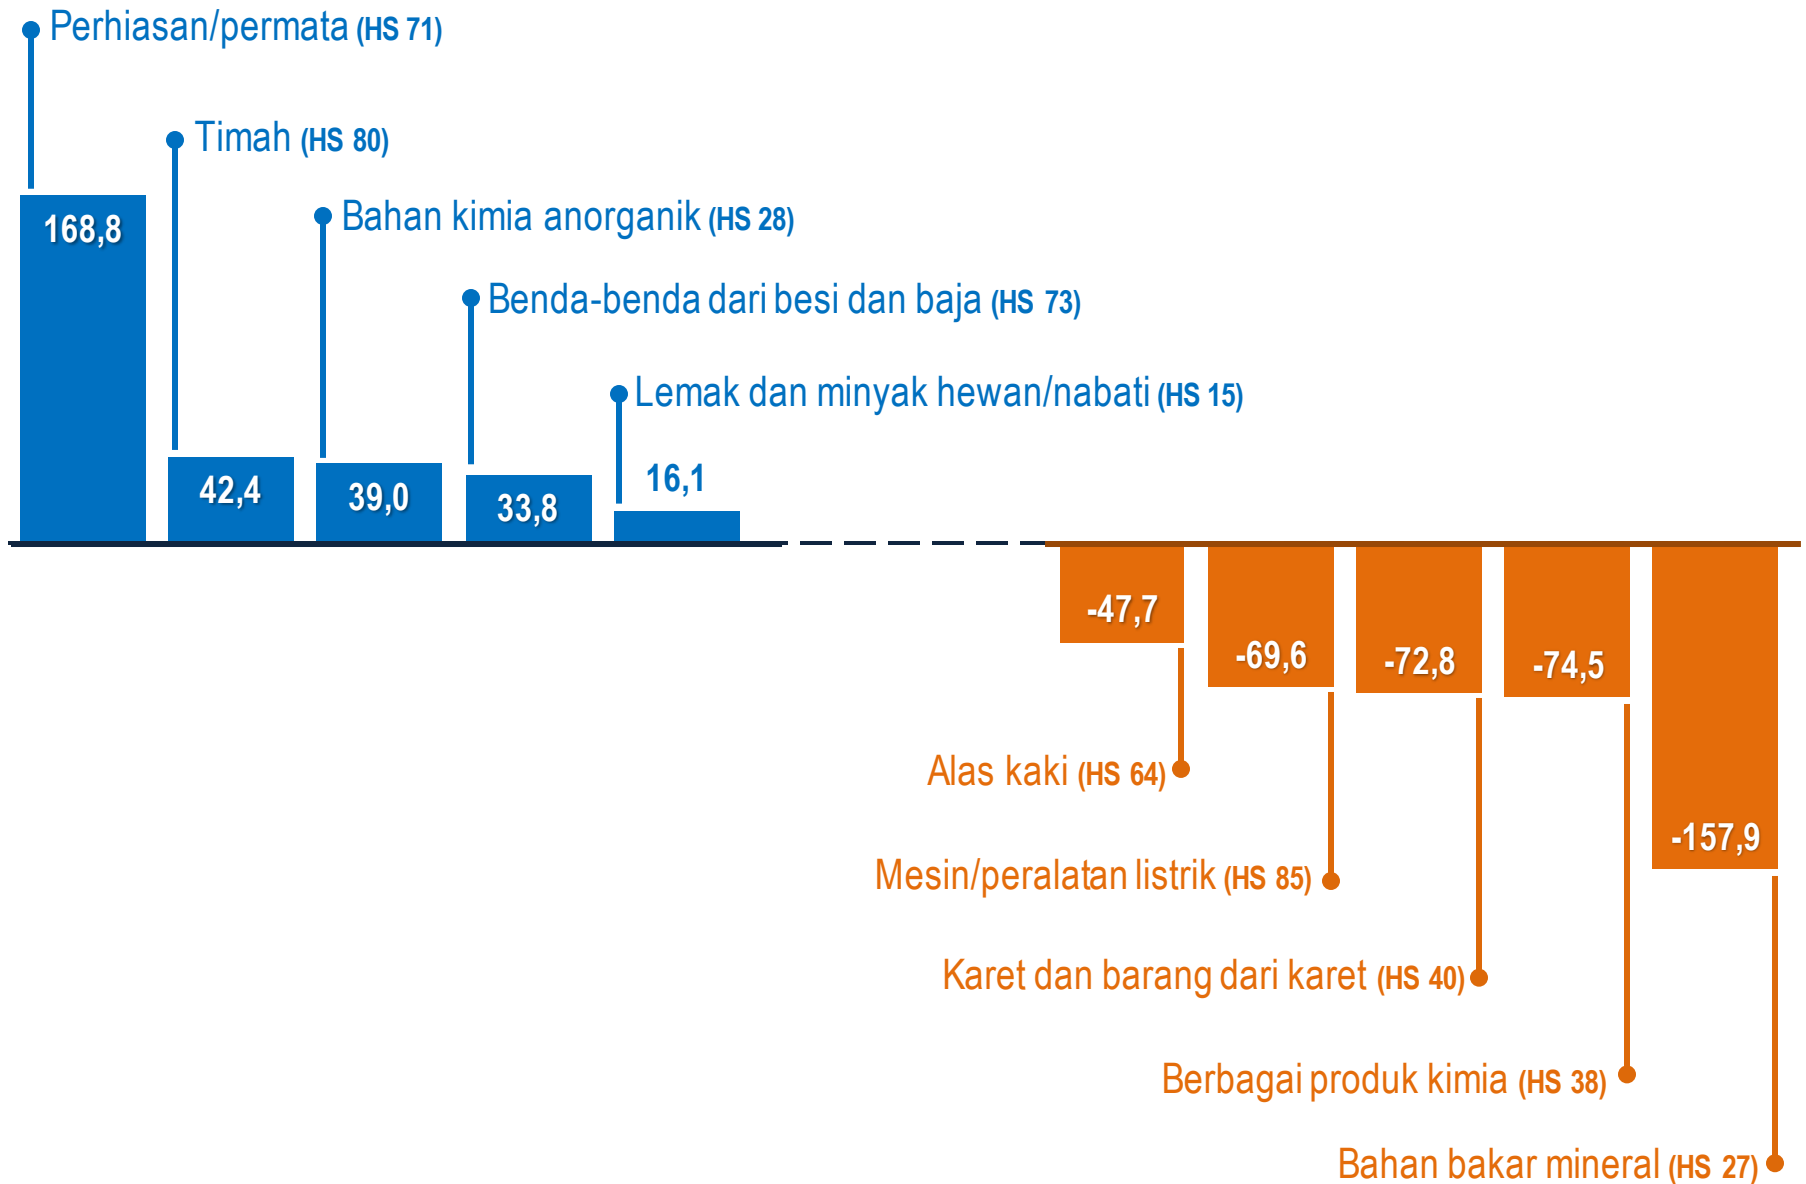 Perhiasan/permata (HS 71)
Timah (HS 80)
168,8
Bahan kimia anorganik (HS 28)
Benda-benda dari besi dan baja (HS 73)
Lemak dan minyak hewan/nabati (HS 15)
42,4
39,0
33,8
16,1
-47,7
-69,6
-72,8
-74,5
-157,9
Alas kaki (HS 64)
Mesin/peralatan listrik (HS 85)
Karet dan barang dari karet (HS 40)
Berbagai produk kimia (HS 38)
Bahan bakar mineral (HS 27)